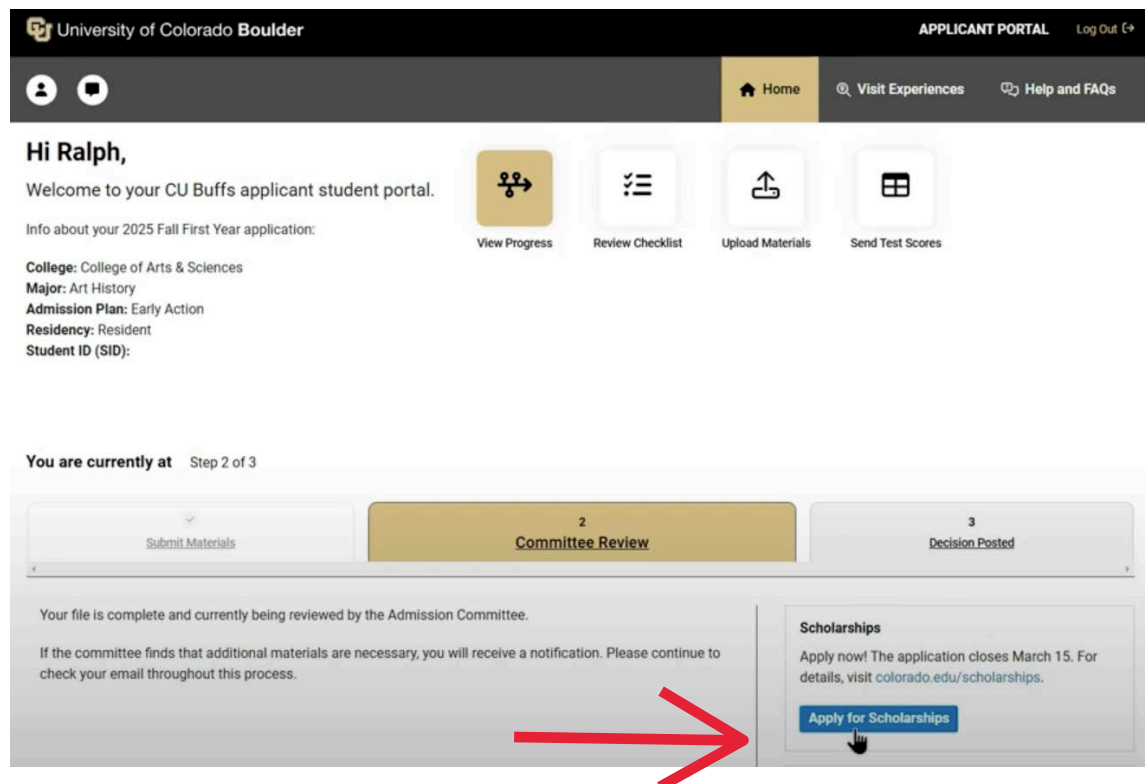 University of Colorado Boulder
APPLICANT PORTAL
Log Out
Home
Visit Experiences
Help and FAQs
Hi Ralph,
Welcome to your CU Buffs applicant student portal.
Info about your 2025 Fall First Year application:
College: College of Arts & Sciences
Major: Art History
Admission Plan: Early Action
Residency: Resident
Student ID (SID):
View Progress
Review Checklist
Upload Materials
Send Test Scores
You are currently at Step 2 of 3
Submit Materials
2
Committee Review
3
Decision Posted
Your file is complete and currently being reviewed by the Admission Committee.
If the committee finds that additional materials are necessary, you will receive a notification. Please continue to
check your email throughout this process.
Scholarships
Apply now! The application closes March 15. For
details, visit colorado.edu/scholarships.
Apply for Scholarships